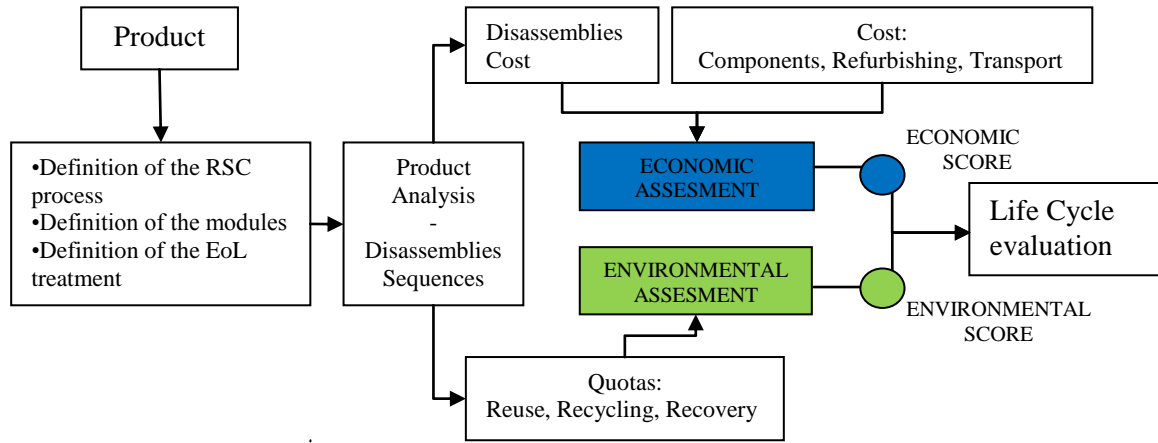 Product
Disassemblies
Cost
Cost:
Components, Refurbishing, Transport
•Definition of the RSC
process
•Definition of the modules
•Definition of the EoL
treatment
Product
Analysis
-
Disassemblies
Sequences
ECONOMIC
ASSESMENT
ECONOMIC
SCORE
Life Cycle
evaluation
ENVIRONMENTAL
ASSESMENT
ENVIRONMENTAL
SCORE
Quotas:
Reuse, Recycling, Recovery